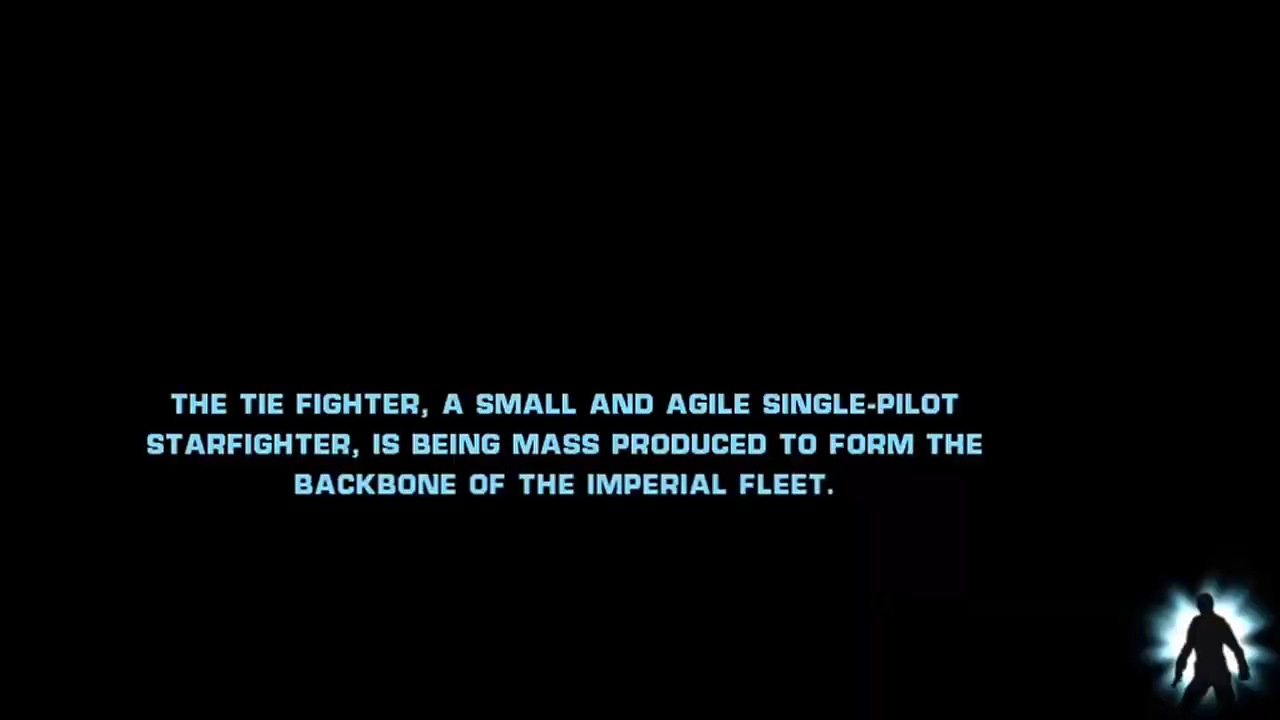 THE TIE FIGHTER, A SMALL AND AGILE SINGLE-PILOT
STARFIGHTER, IS BEING MASS PRODUCED TO FORM THE
BACKBONE OF THE IMPERIAL FLEET.